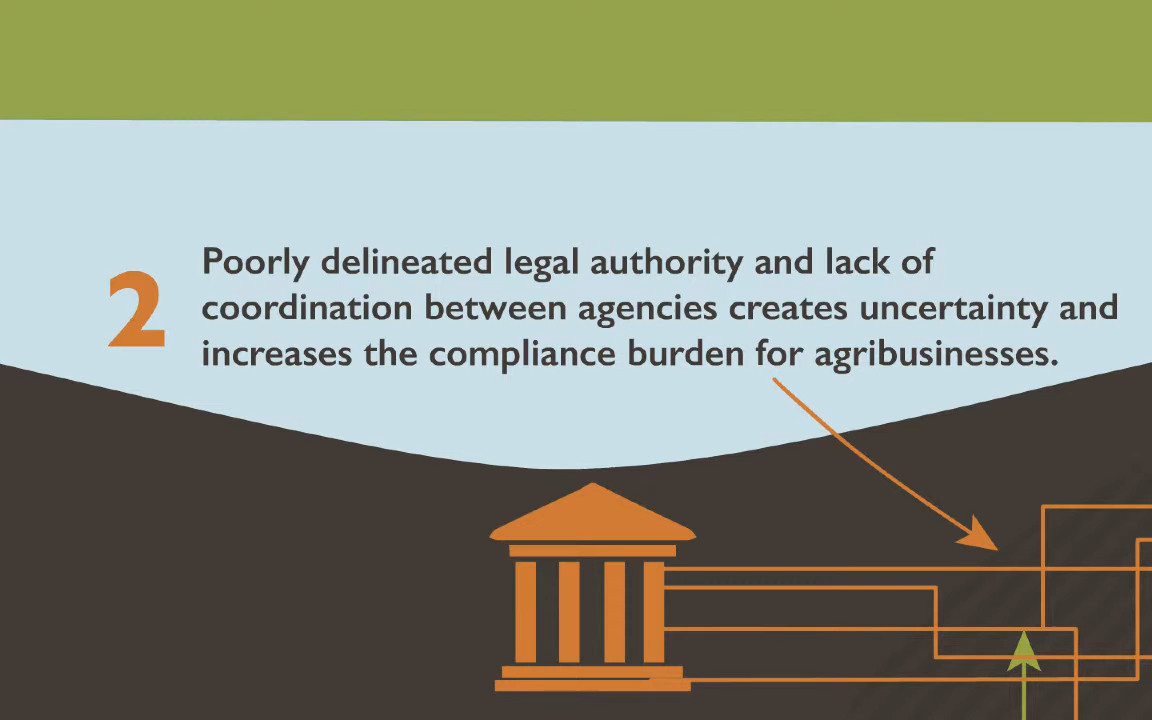 2
Poorly delineated legal authority and lack of
coordination between agencies creates uncertainty and
increases the compliance burden for agribusinesses.